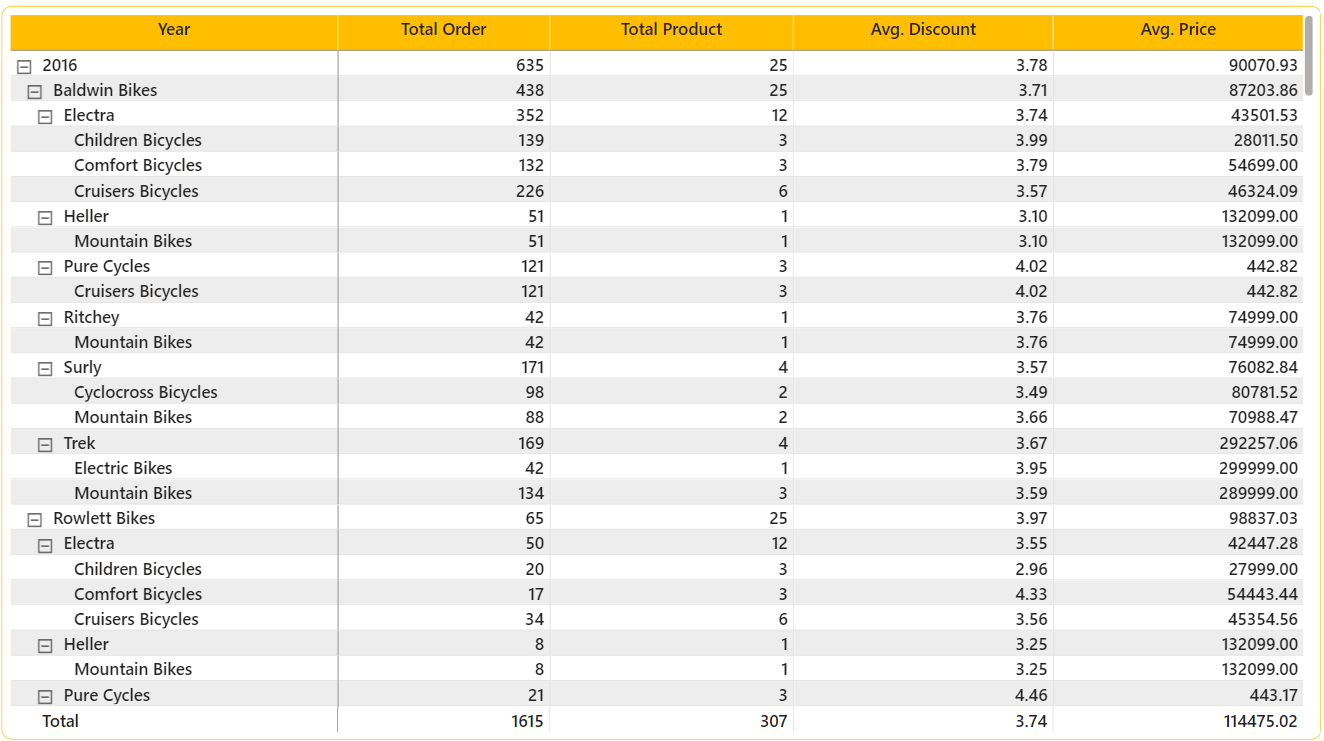 Year Total Order Total Product Avg. Discount Avg. Price
2016 635 25 3.78 90070.93
Baldwin Bikes 438 25 3.71 87203.86
Electra 352 12 3.74 43501.53
Children Bicycles 139 3 3.99 28011.50
Comfort Bicycles 132 3 3.79 54699.00
Cruisers Bicycles 226 6 3.57 46324.09
Heller 51 1 3.10 132099.00
Mountain Bikes 51 1 3.10 132099.00
Pure Cycles 121 3 4.02 442.82
Cruisers Bicycles 121 3 4.02 442.82
Ritchey 42 1 3.76 74999.00
Mountain Bikes 42 1 3.76 74999.00
Surly 171 4 3.57 76082.84
Cyclocross Bicycles 98 2 3.49 80781.52
Mountain Bikes 88 2 3.66 70988.47
Trek 169 4 3.67 292257.06
Electric Bikes 42 1 3.95 299999.00
Mountain Bikes 134 3 3.59 289999.00
Rowlett Bikes 65 25 3.97 98837.03
Electra 50 12 3.55 42447.28
Children Bicycles 20 3 2.96 27999.00
Comfort Bicycles 17 3 4.33 54443.44
Cruisers Bicycles 34 6 3.56 45354.56
Heller 8 1 3.25 132099.00
Mountain Bikes 8 1 3.25 132099.00
Pure Cycles 21 3 4.46 443.17
Total 1615 307 3.74 114475.02